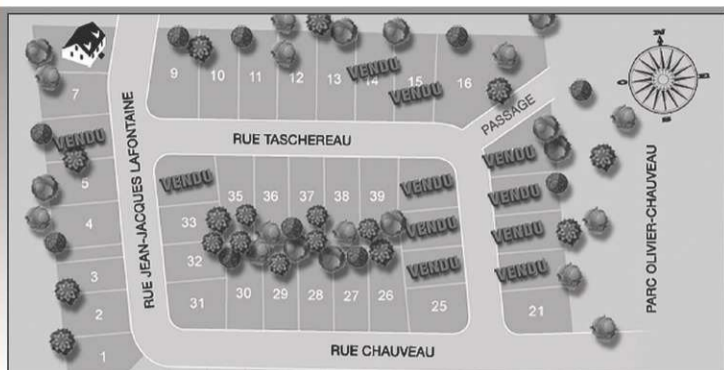 N
O
9 10 11 12 13 14 15 16
VENDU
VENDU
PASSAGE
7
VENDU
5
4
3
2
1
RUE JEAN-JACQUES LAFONTAINE
RUE TASCHEREAU
VENDU
35 36 37 38 39
VENDU
33
VENDU
32
VENDU
31 30 29 28 27 26 25
VENDU
VENDU
VENDU
VENDU
21
PARC OLIVIER-CHAUVEAU
RUE CHAUVEAU